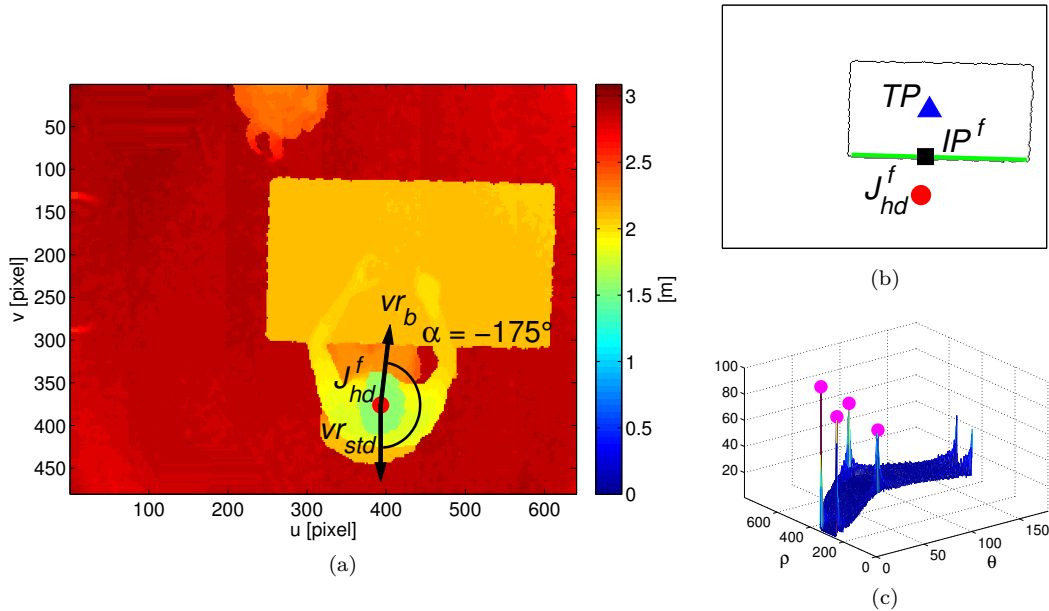 50
100
150
200
250
300
350
400
450
v [pixel]
100 200 300 400 500 600
u [pixel]
vr_b
α = −175°
J_hd^f
vr_std
3
2.5
2
1.5
1
0.5
0
[m]
(a)
TP
IP^f
J_hd^f
(b)
100
80
60
40
20
600
400
200
0
ρ
0
50
100
150
θ
(c)